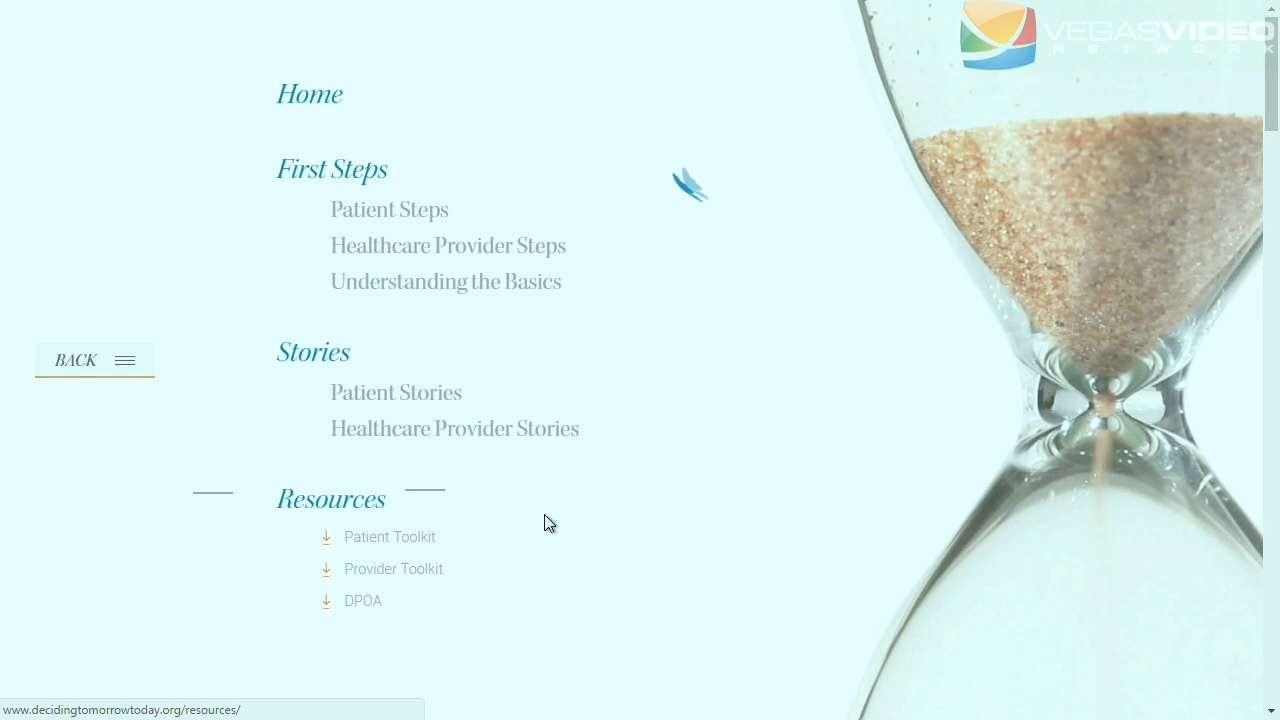 VEGASVIDEO
NETWORK
Home
First Steps
Patient Steps
Healthcare Provider Steps
Understanding the Basics
Stories
BACK
Patient Stories
Healthcare Provider Stories
Resources
Patient Toolkit
Provider Toolkit
DPOA
www.decidingtomorrowtoday.org/resources/